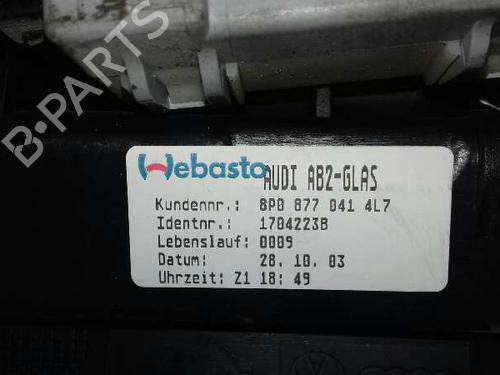 B-PARTS
Webasto AUDI AB2-GLAS
Kundennr.: 8P0 877 041 4L7
Identnr.: 1704223B
Lebenslauf: 0009
Datum: 28. 10. 03
Uhrzeit: Z1 18: 49